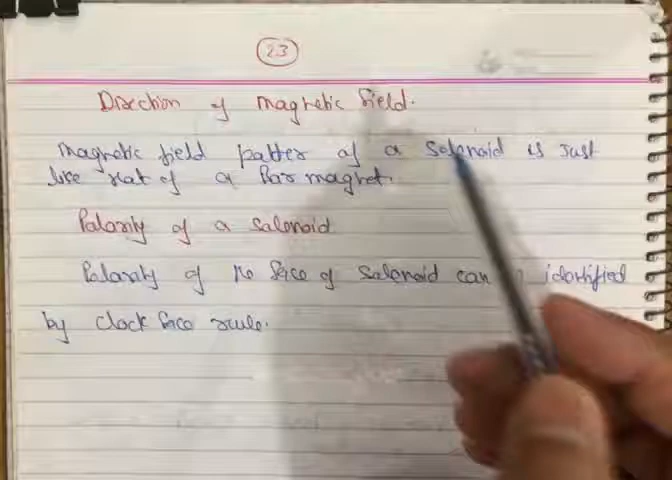 23
Direction of magnetic field.
Magnetic field patter of a Solenoid is Just
like that of a Bar magnet.
Polarity of a Solenoid
Polarity of the face of Solenoid can identified
by clock face rule.